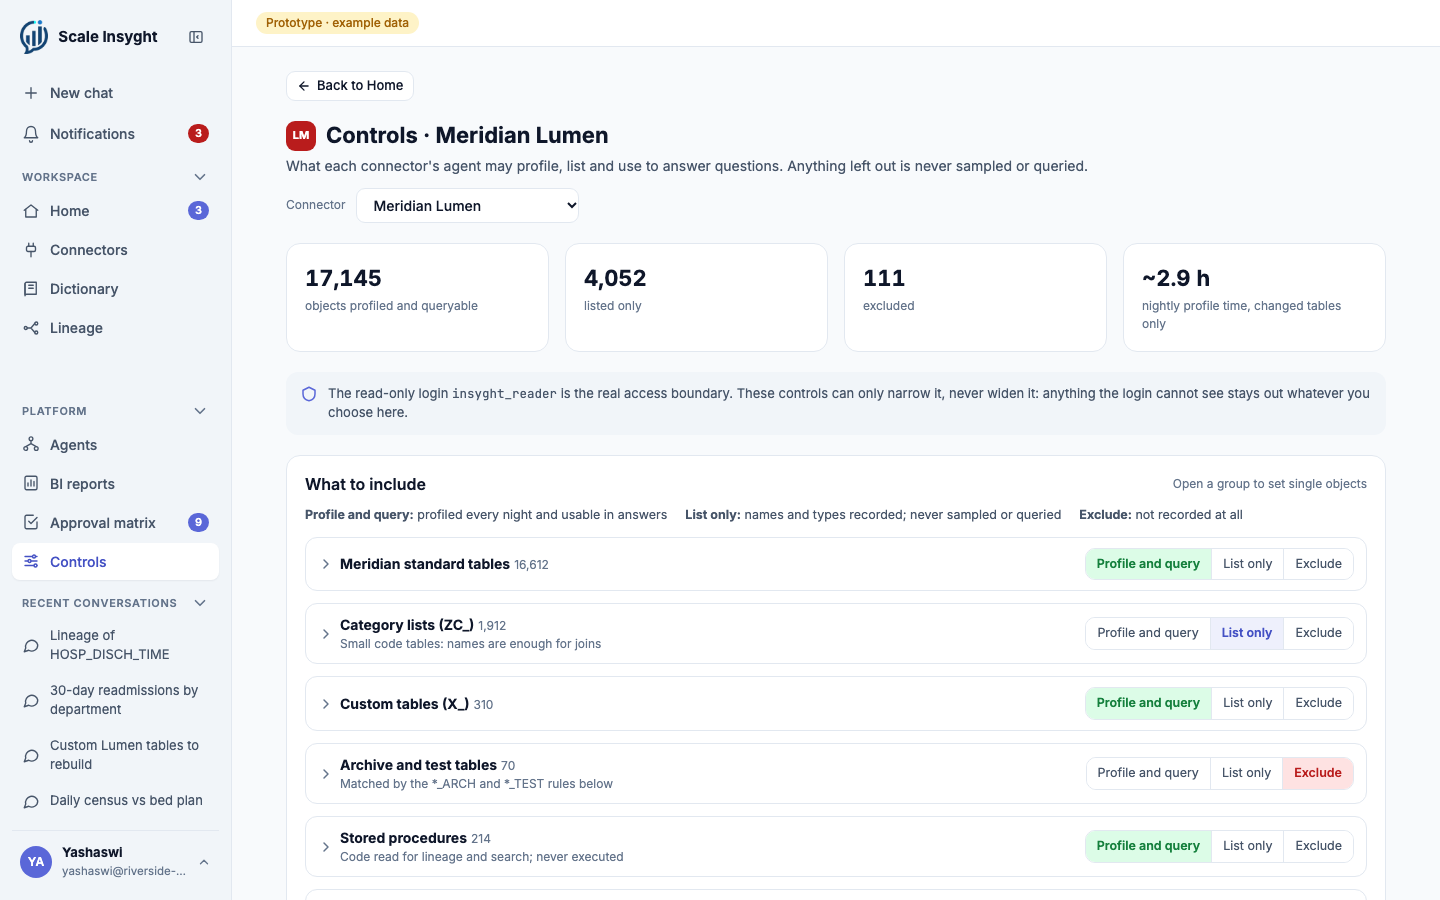 Scale Insyght
Prototype · example data
New chat
Notifications 3
WORKSPACE
Home 3
Connectors
Dictionary
Lineage
PLATFORM
Agents
BI reports
Approval matrix 9
Controls
RECENT CONVERSATIONS
Lineage of
HOSP_DISCH_TIME
30-day readmissions by
department
Custom Lumen tables to
rebuild
Daily census vs bed plan
YA
Yashaswi
yashaswi@riverside-...
Back to Home
LM
Controls · Meridian Lumen
What each connector's agent may profile, list and use to answer questions. Anything left out is never sampled or queried.
Connector Meridian Lumen
17,145
objects profiled and queryable
4,052
listed only
111
excluded
~2.9 h
nightly profile time, changed tables
only
The read-only login insyght_reader is the real access boundary. These controls can only narrow it, never widen it: anything the login cannot see stays out whatever you
choose here.
What to include
Open a group to set single objects
Profile and query: profiled every night and usable in answers List only: names and types recorded; never sampled or queried Exclude: not recorded at all
Meridian standard tables 16,612
Profile and query List only Exclude
Category lists (ZC_) 1,912
Small code tables: names are enough for joins
Profile and query List only Exclude
Custom tables (X_) 310
Profile and query List only Exclude
Archive and test tables 70
Matched by the *_ARCH and *_TEST rules below
Profile and query List only Exclude
Stored procedures 214
Code read for lineage and search; never executed
Profile and query List only Exclude